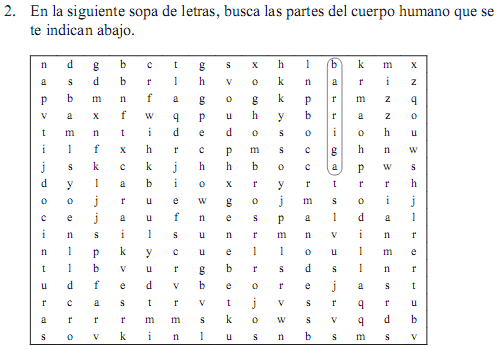 2. En la siguiente sopa de letras, busca las partes del cuerpo humano que se
te indican abajo.
n d g b c t g s x h l b k m x
a s d b r l h v o k n a r i z
p b m n f a g o g k p r m z q
v a x f w q p u h y b r a z o
t m n t i d e d o s o i o h u
i l f x h r c p m s c g h n w
j s k c k j h h b o c a p w s
d y l a b i o x r y r t r r h
o o j r u e w g o j m s o i j
c e j a u f n e s p a l d a l
i n s i l s u n r m n v i n r
n l p k y c u e l l o u l m e
t l b v u r g b r s d s l n r
u d f e d v b e o r e j a s t
r c a s t r v t j v s r q r u
a r r r m m s k o w s v q d b
s o v k i n l u s n b s m s v